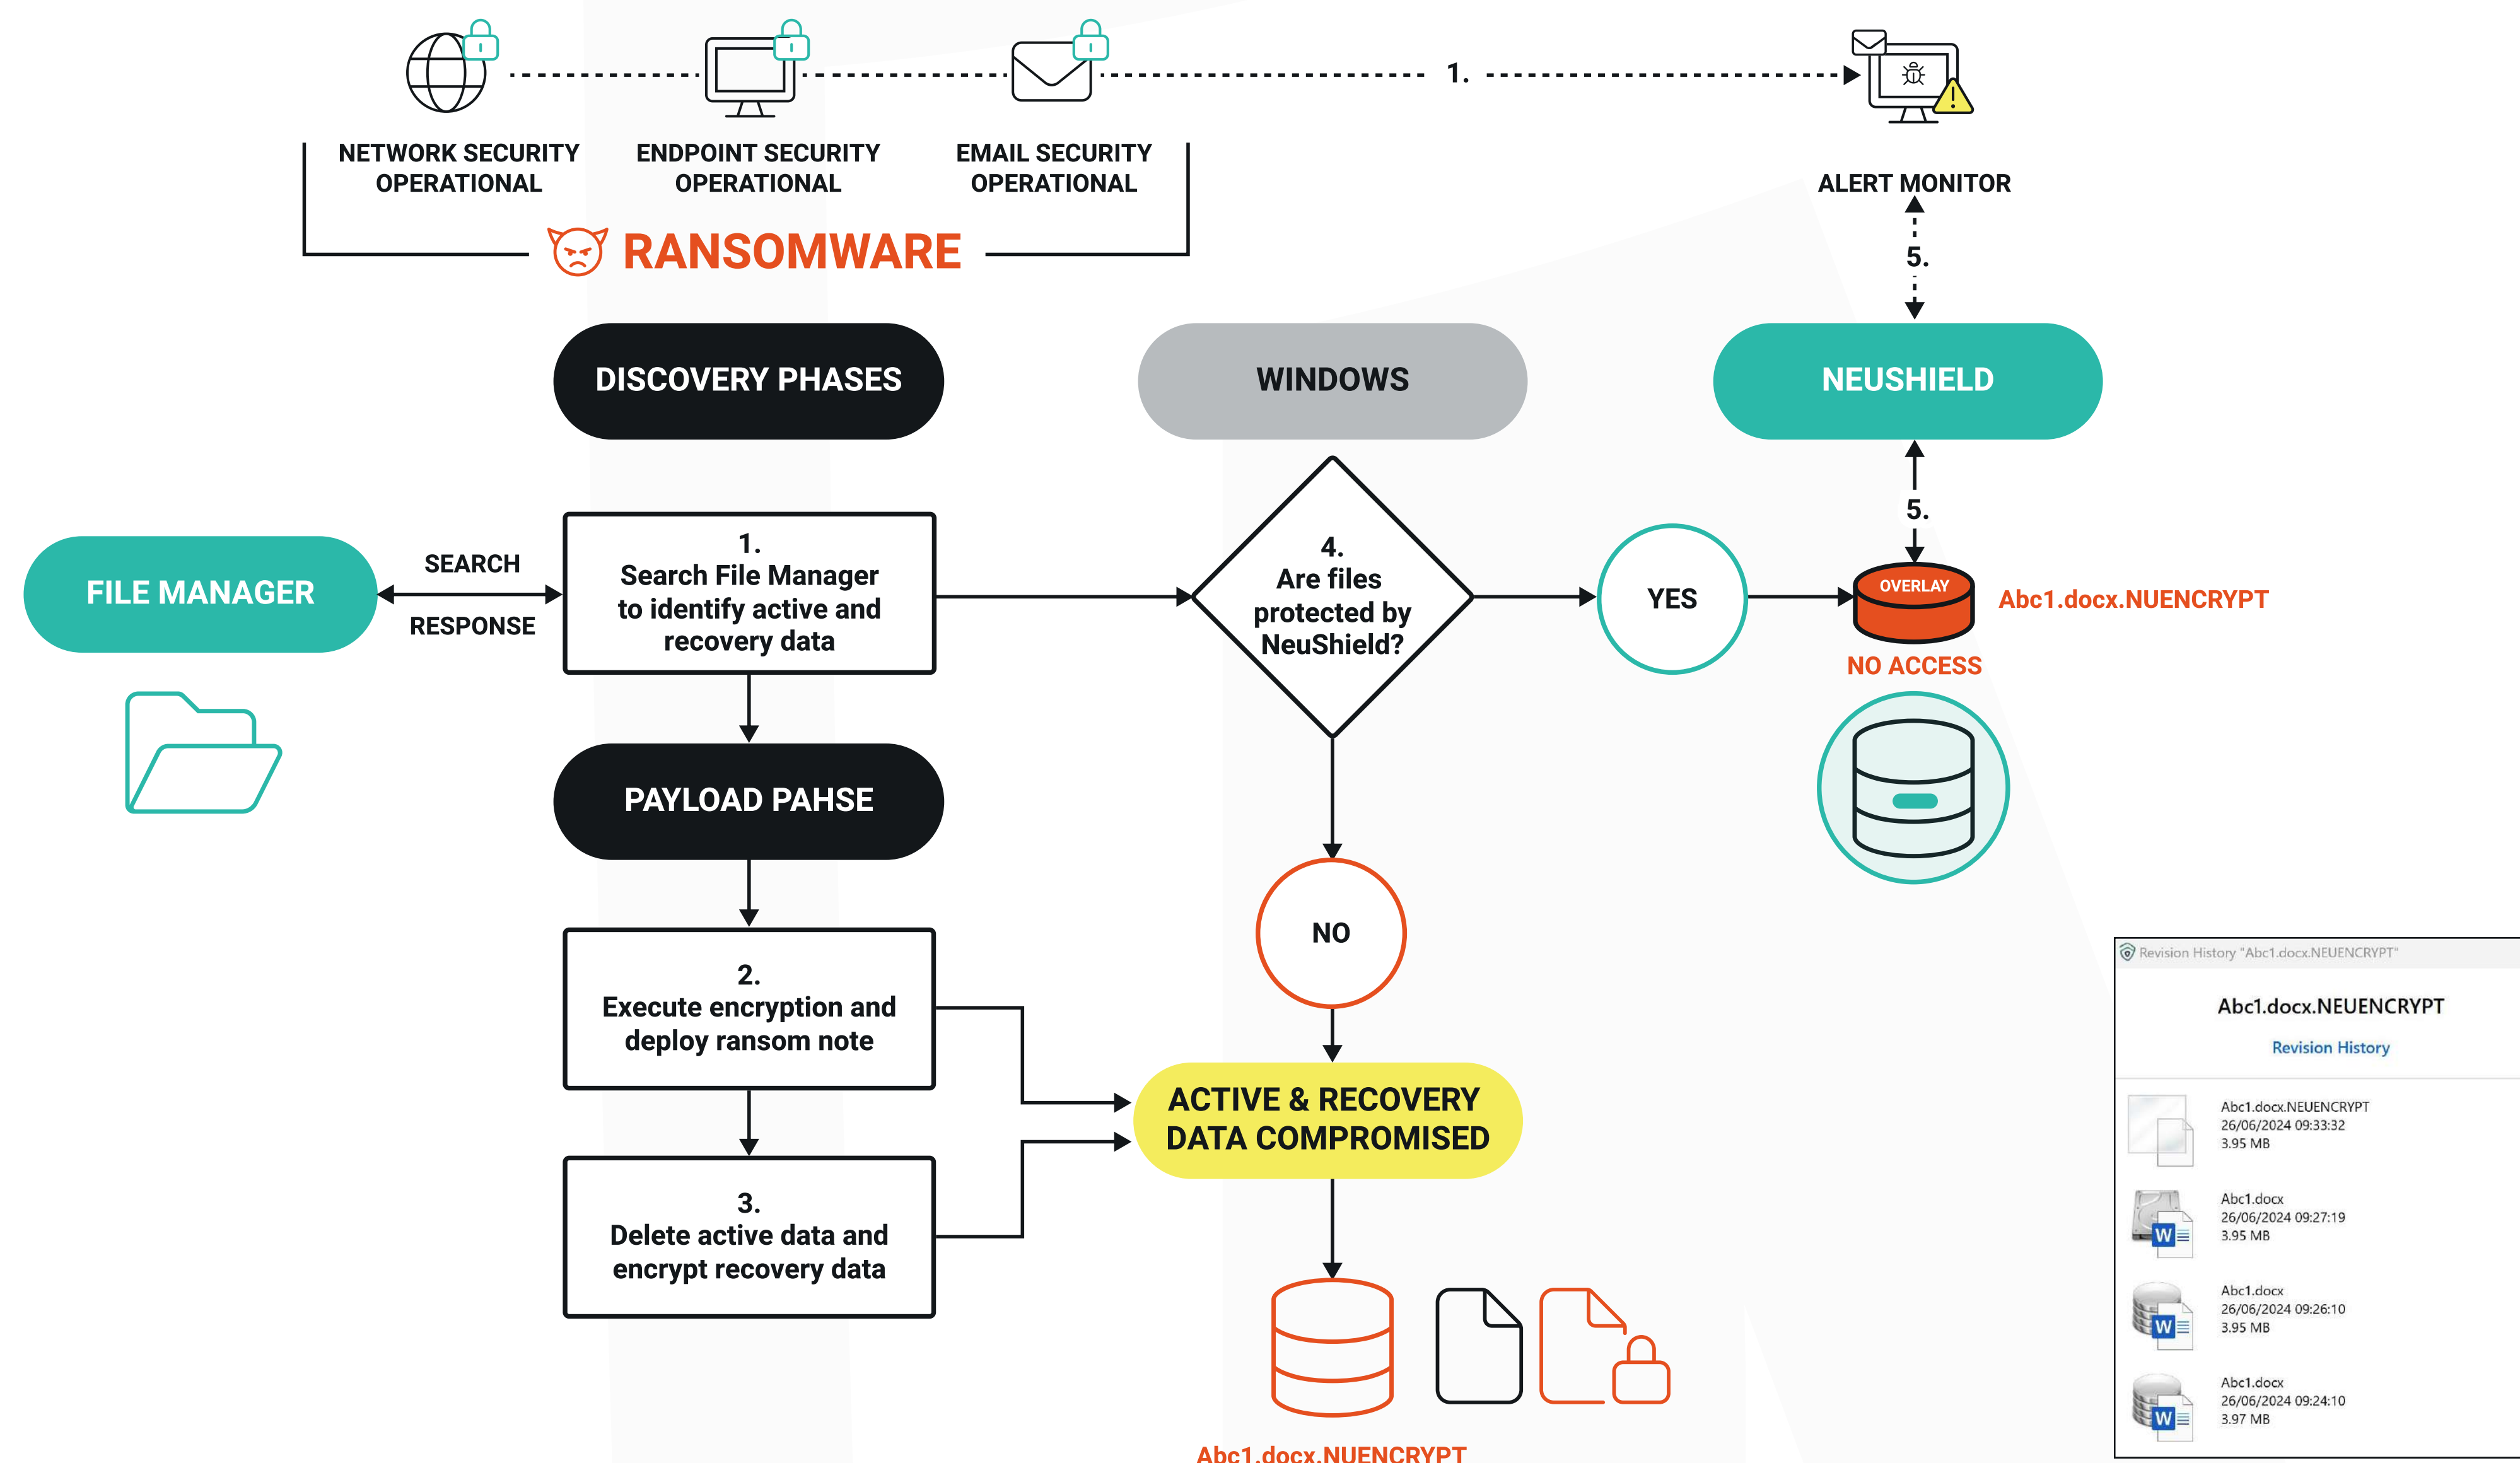 1.
NETWORK SECURITY
OPERATIONAL
ENDPOINT SECURITY
OPERATIONAL
EMAIL SECURITY
OPERATIONAL
ALERT MONITOR
RANSOMWARE
5.
DISCOVERY PHASES
WINDOWS
NEUSHIELD
FILE MANAGER
SEARCH
RESPONSE
1.
Search File Manager
to identify active and
recovery data
4.
Are files
protected by
NeuShield?
YES
5.
OVERLAY
Abc1.docx.NUENCRYPT
NO ACCESS
PAYLOAD PAHSE
NO
2.
Execute encryption and
deploy ransom note
3.
Delete active data and
encrypt recovery data
ACTIVE & RECOVERY
DATA COMPROMISED
Abc1.docx.NUENCRYPT
Revision History "Abc1.docx.NEUENCRYPT"
Abc1.docx.NEUENCRYPT
Revision History
Abc1.docx.NEUENCRYPT
26/06/2024 09:33:32
3.95 MB
Abc1.docx
26/06/2024 09:27:19
3.95 MB
Abc1.docx
26/06/2024 09:26:10
3.95 MB
Abc1.docx
26/06/2024 09:24:10
3.97 MB